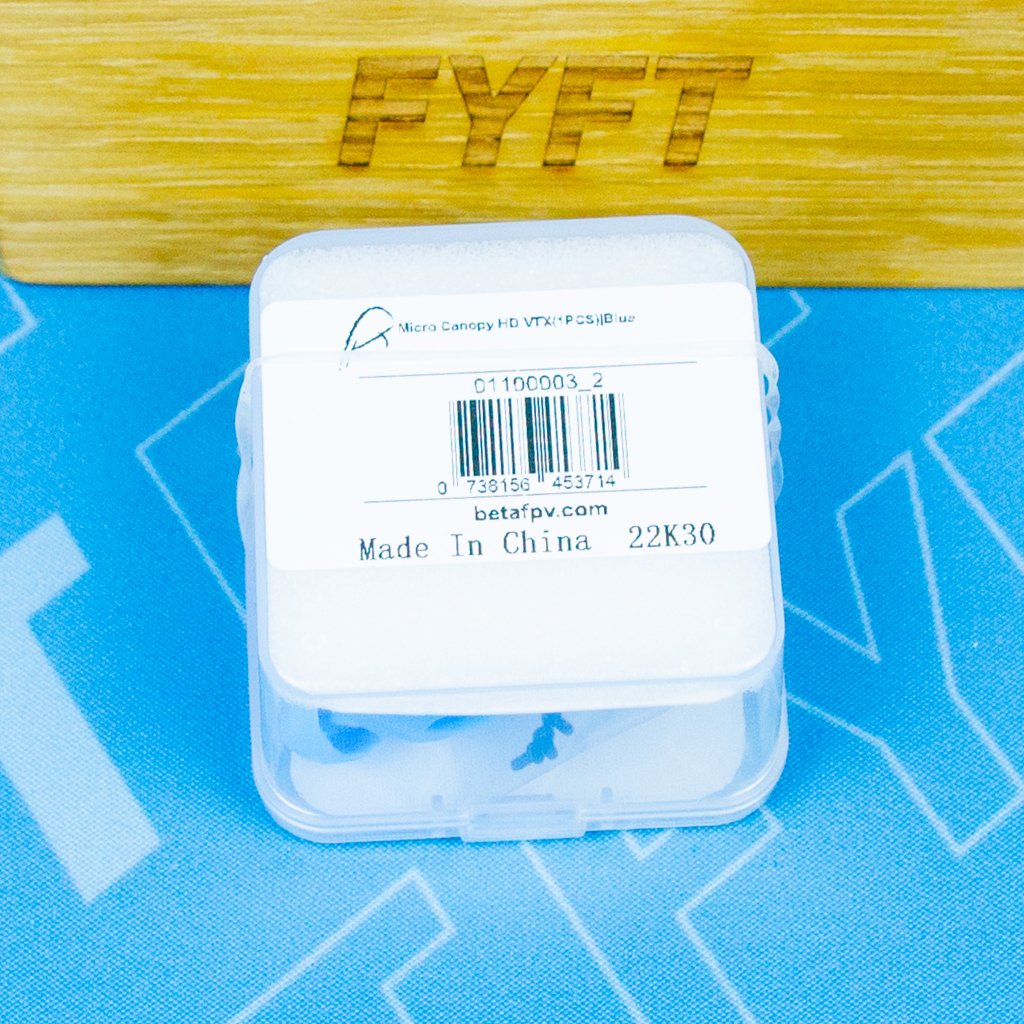 FYFT
Micro Canopy HD VTX(1PCS)|Blue
01100003_2
0 738156 453714
betafpv.com
Made In China 22K30